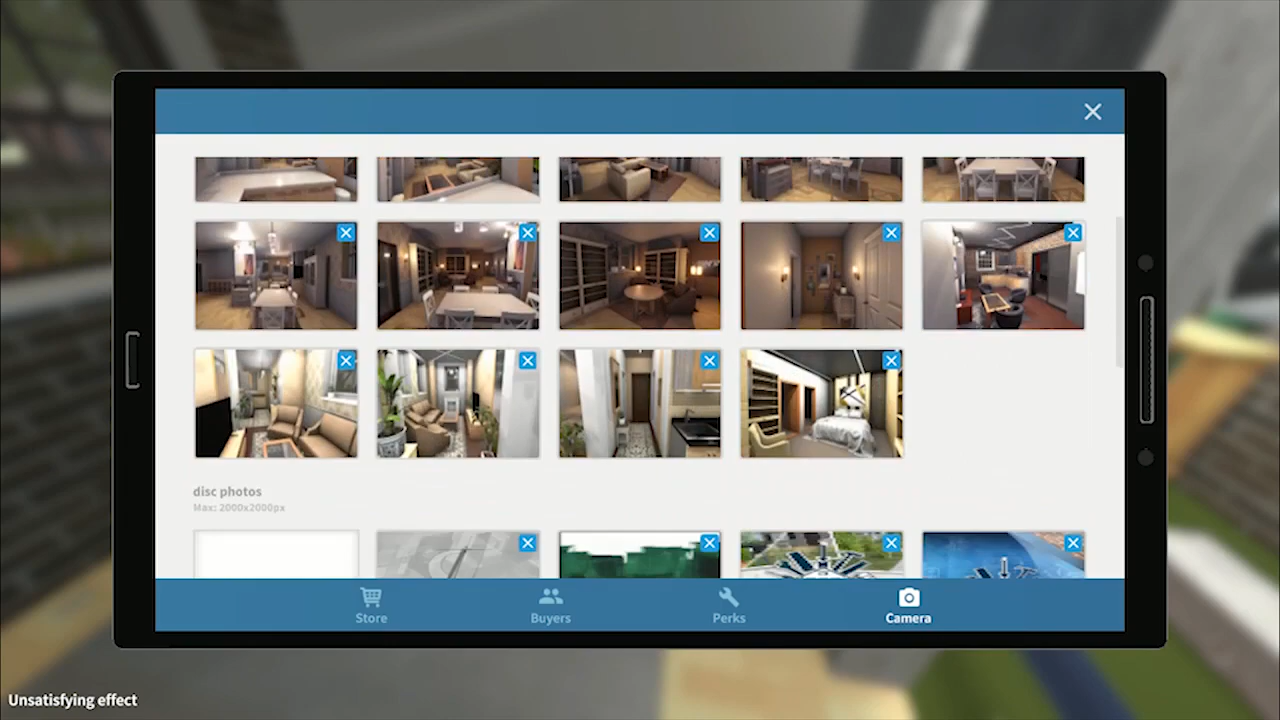 disc photos
Max: 2000x2000px
Store
Buyers
Perks
Camera
Unsatisfying effect